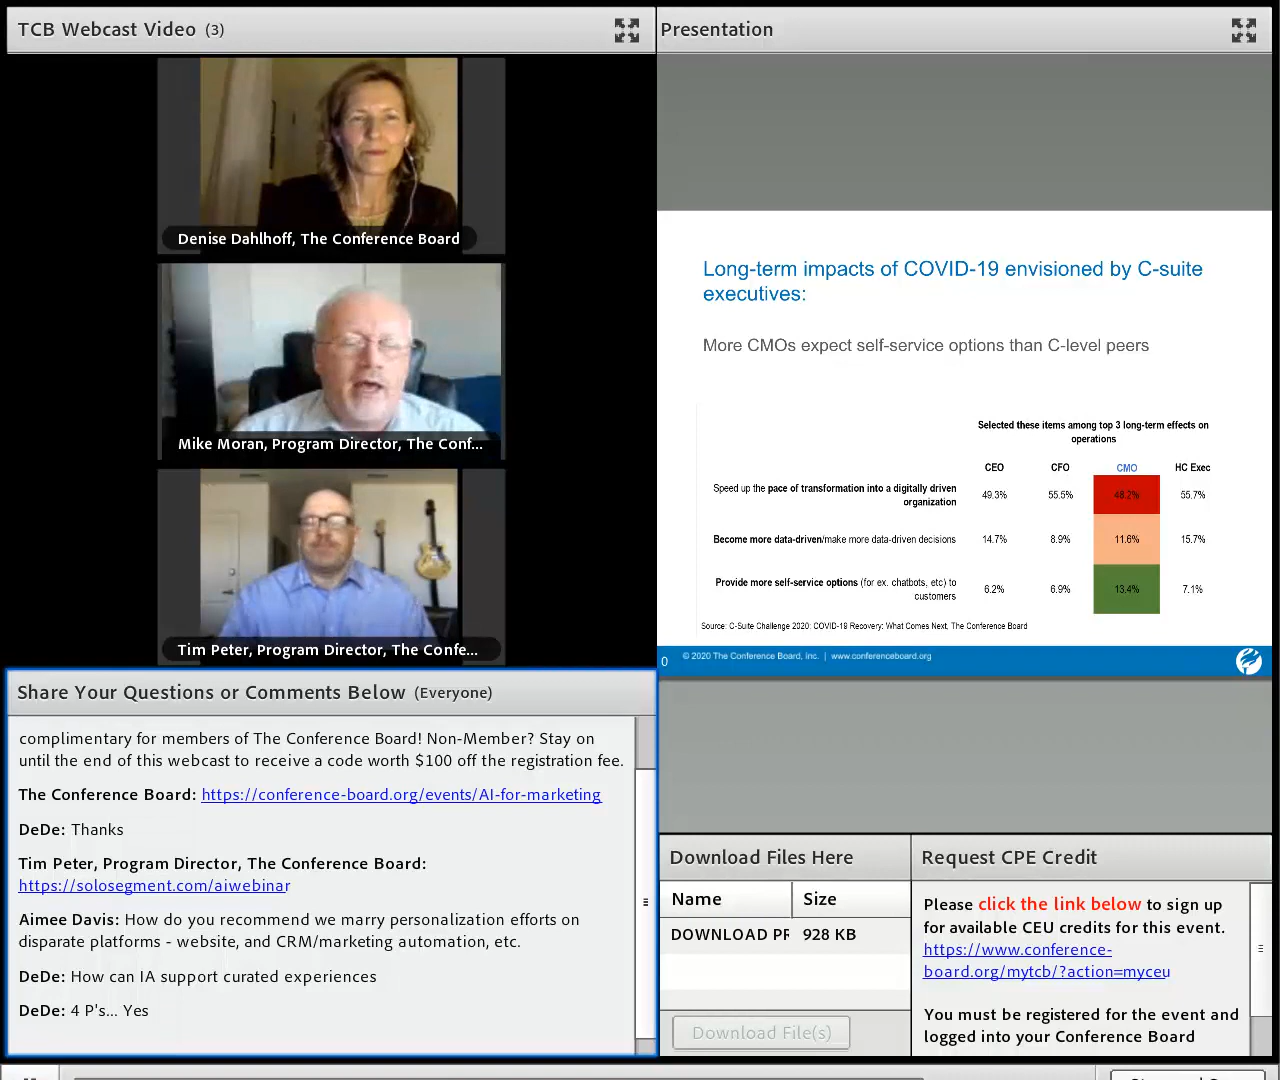 TCB Webcast Video (3)
Denise Dahlhoff, The Conference Board
Mike Moran, Program Director, The Conf...
Tim Peter, Program Director, The Confe...
Presentation
Long-term impacts of COVID-19 envisioned by C-suite
executives:
More CMOs expect self-service options than C-level peers
Selected these items among top 3 long-term effects on
operations
CEO CFO CMO HC Exec
Speed up the pace of transformation into a digitally driven
organization
49.3% 55.5% 48.2% 55.7%
Become more data-driven/make more data-driven decisions 14.7% 8.9% 11.6% 15.7%
Provide more self-service options (for ex. chatbots, etc) to
customers
6.2% 6.9% 13.4% 7.1%
Source: C-Suite Challenge 2020: COVID-19 Recovery: What Comes Next, The Conference Board
0 © 2020 The Conference Board, Inc. | www.conferenceboard.org
Share Your Questions or Comments Below (Everyone)
complimentary for members of The Conference Board! Non-Member? Stay on
until the end of this webcast to receive a code worth $100 off the registration fee.
The Conference Board: https://conference-board.org/events/AI-for-marketing
DeDe: Thanks
Tim Peter, Program Director, The Conference Board:
https://solosegment.com/aiwebinar
Aimee Davis: How do you recommend we marry personalization efforts on
disparate platforms - website, and CRM/marketing automation, etc.
DeDe: How can IA support curated experiences
DeDe: 4 P's... Yes
Download Files Here
Name Size
DOWNLOAD PR 928 KB
Download File(s)
Request CPE Credit
Please click the link below to sign up
for available CEU credits for this event.
https://www.conference-
board.org/mytcb/?action=myceu
You must be registered for the event and
logged into your Conference Board